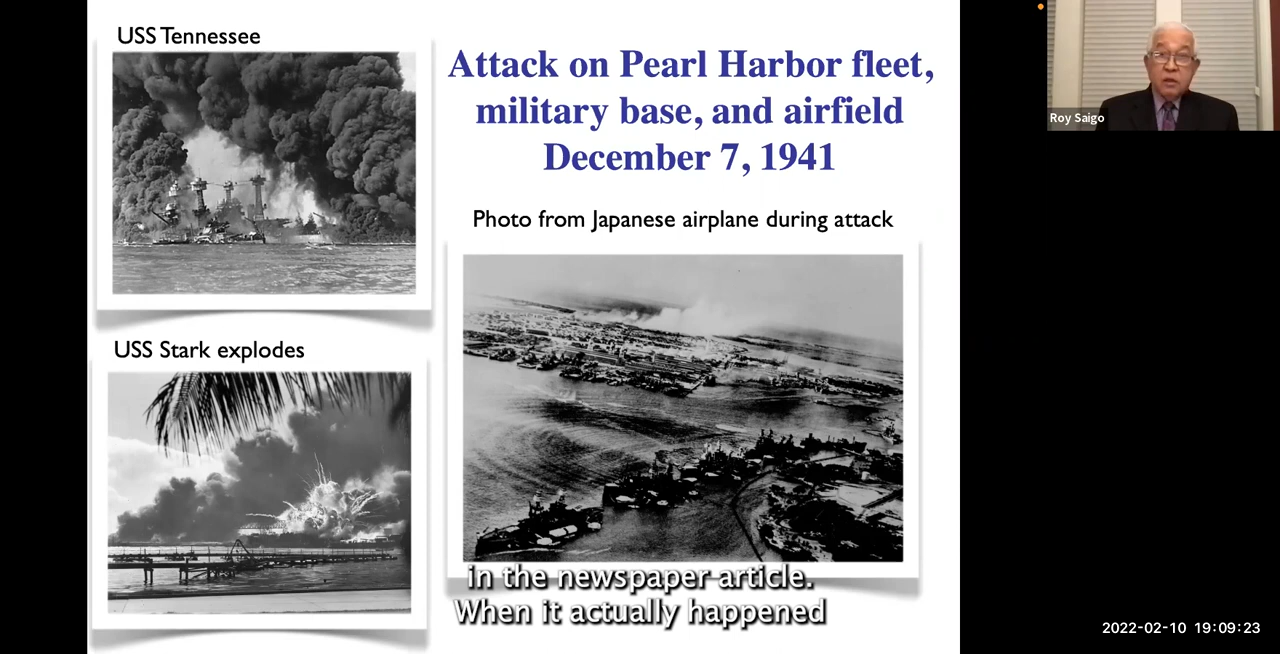 USS Tennessee
Attack on Pearl Harbor fleet,
military base, and airfield
December 7, 1941
Photo from Japanese airplane during attack
USS Stark explodes
in the newspaper article.
When it actually happened
Roy Saigo
2022-02-10 19:09:23